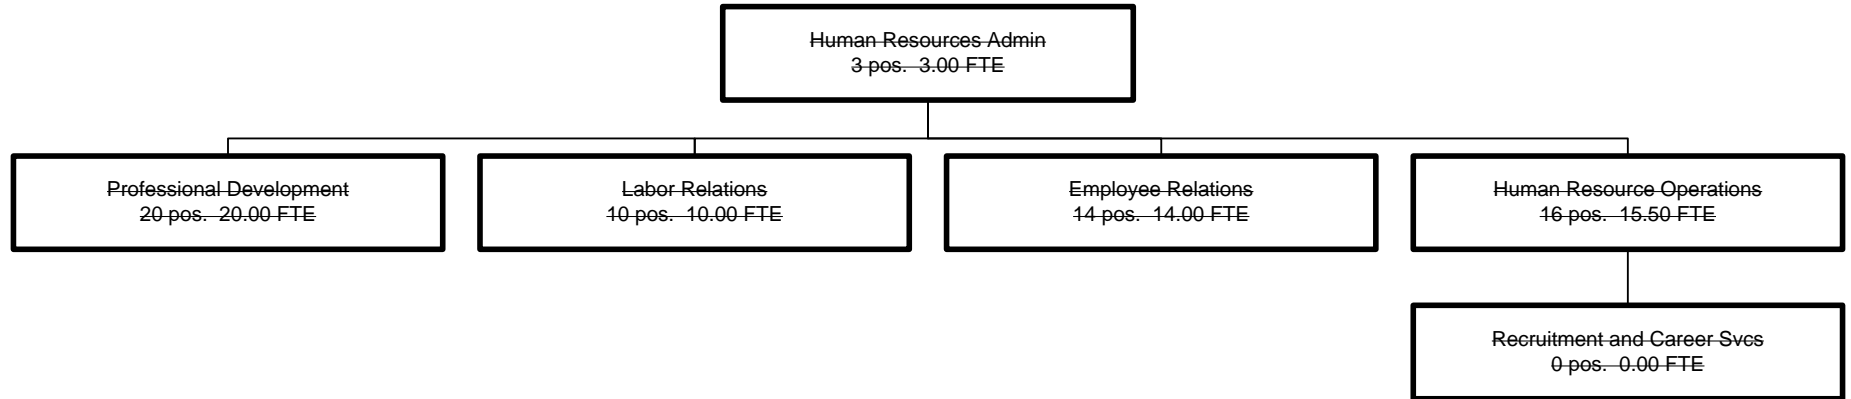 Human Resources Admin
3 pos.  3.00 FTE
Professional Development
20 pos.  20.00 FTE
Labor Relations
10 pos.  10.00 FTE
Employee Relations
14 pos.  14.00 FTE
Human Resource Operations
16 pos.  15.50 FTE
Recruitment and Career Svcs
0 pos.  0.00 FTE